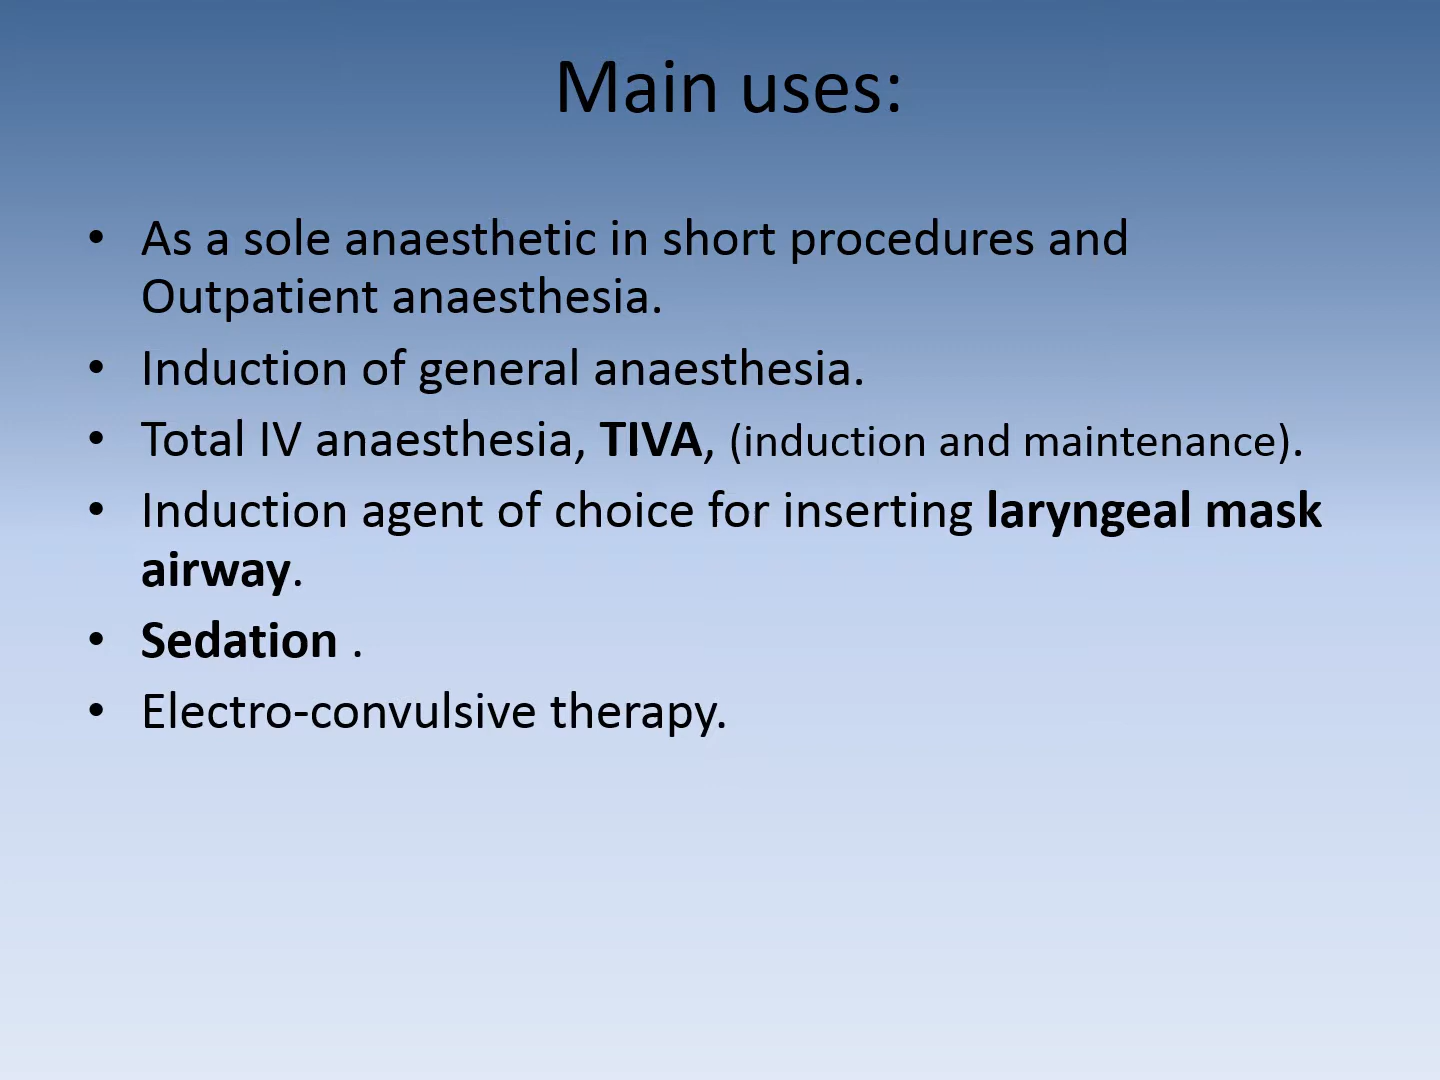 Main uses:
• As a sole anaesthetic in short procedures and
Outpatient anaesthesia.
• Induction of general anaesthesia.
• Total IV anaesthesia, TIVA, (induction and maintenance).
• Induction agent of choice for inserting laryngeal mask
airway.
• Sedation .
• Electro-convulsive therapy.